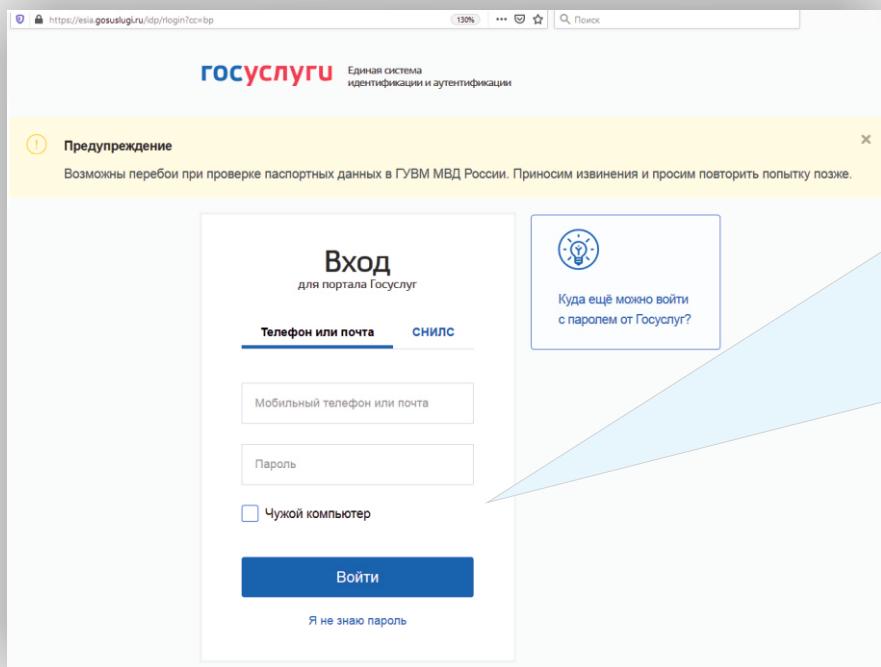 https://esia.gosuslugi.ru/idp/rlogin?cc=bp
130%
Поиск
госуслуги
Единая система
идентификации и аутентификации
Предупреждение
Возможны перебои при проверке паспортных данных в ГУВМ МВД России. Приносим извинения и просим повторить попытку позже.
Вход
для портала Госуслуг
Телефон или почта
СНИЛС
Мобильный телефон или почта
Пароль
Чужой компьютер
Войти
Я не знаю пароль
Куда ещё можно войти
с паролем от Госуслуг?